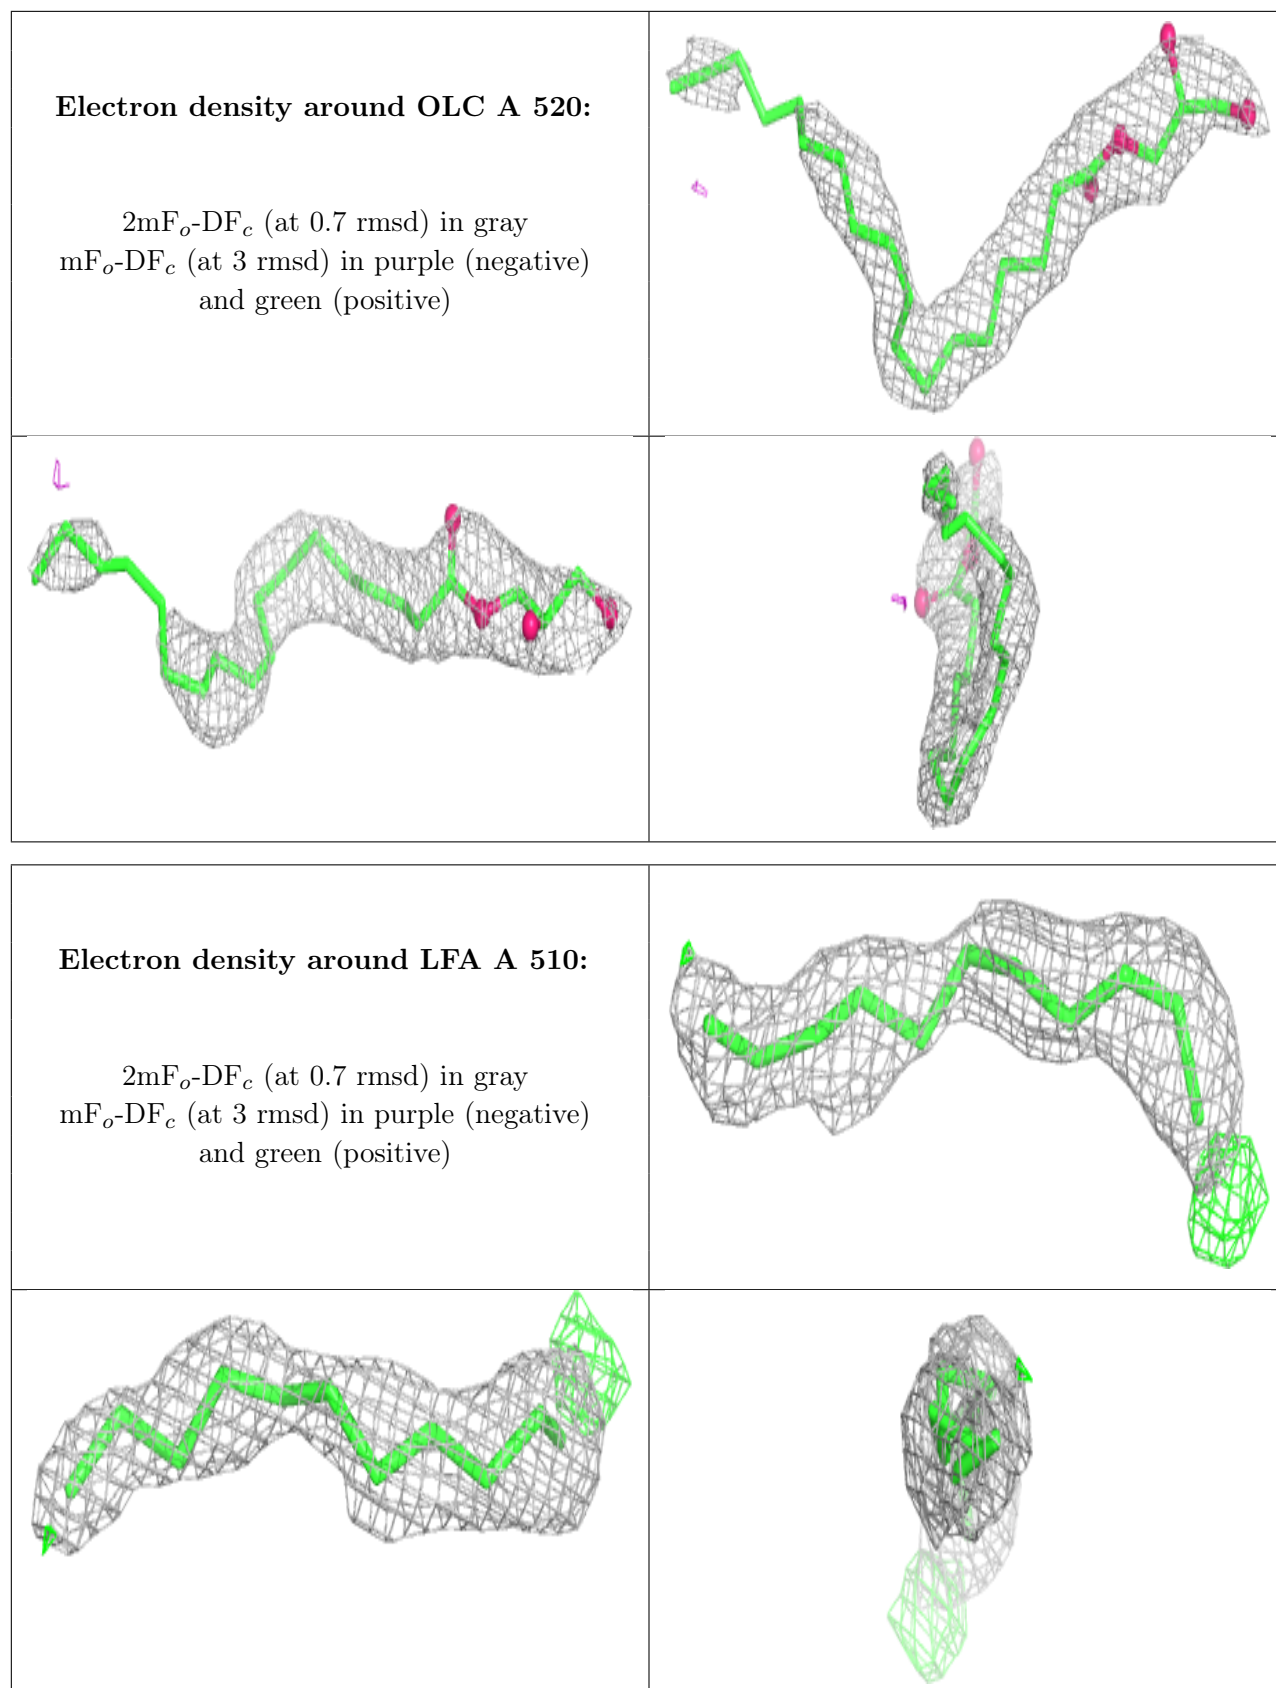 Electron density around OLC A 520:
2mFo-DFc (at 0.7 rmsd) in gray
mFo-DFc (at 3 rmsd) in purple (negative)
and green (positive)
Electron density around LFA A 510:
2mFo-DFc (at 0.7 rmsd) in gray
mFo-DFc (at 3 rmsd) in purple (negative)
and green (positive)